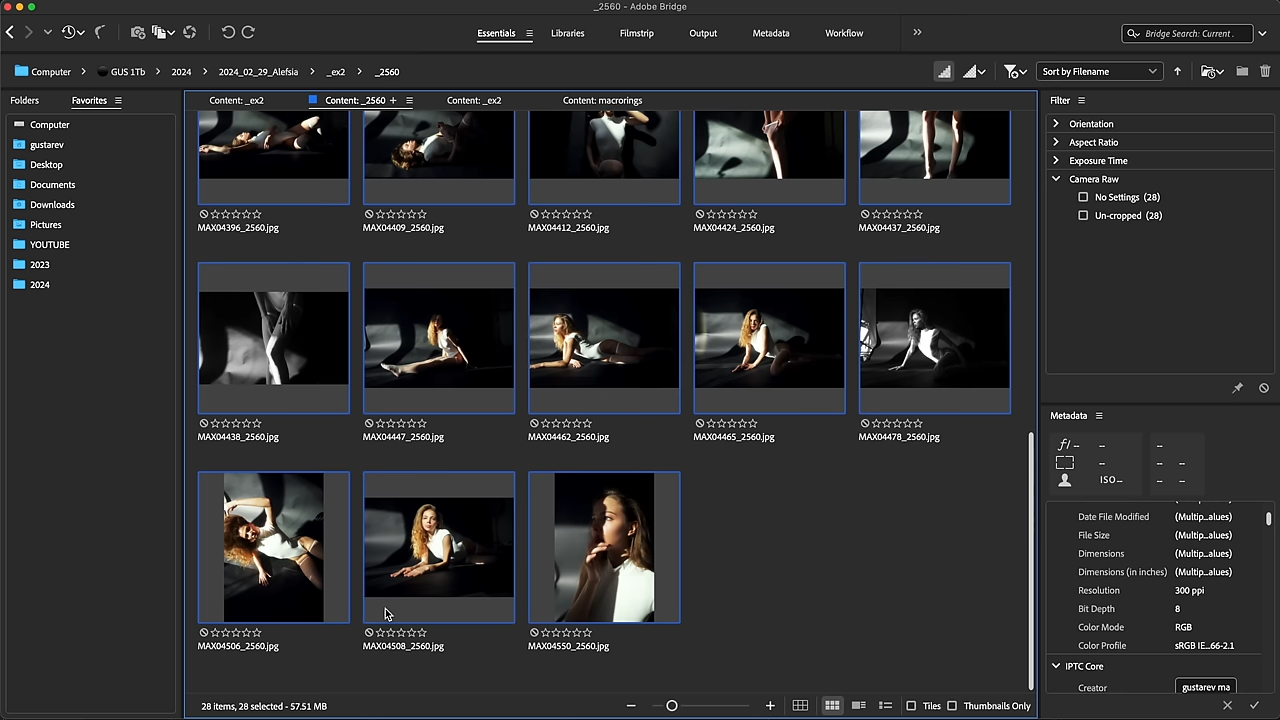 _2560 - Adobe Bridge
Essentials Libraries Filmstrip Output Metadata Workflow
Bridge Search: Current .
Computer GUS 1Tb 2024 2024_02_29_Alefsia _ex2 _2560
Sort by Filename
Folders Favorites
Computer
gustarev
Desktop
Documents
Downloads
Pictures
YOUTUBE
2023
2024
Content: _ex2 Content: _2560 + Content: _ex2 Content: macrorings
MAX04396_2560.jpg MAX04409_2560.jpg MAX04412_2560.jpg MAX04424_2560.jpg MAX04437_2560.jpg
MAX04438_2560.jpg MAX04447_2560.jpg MAX04462_2560.jpg MAX04465_2560.jpg MAX04478_2560.jpg
MAX04506_2560.jpg MAX04508_2560.jpg MAX04550_2560.jpg
28 items, 28 selected - 57.51 MB
Tiles Thumbnails Only
Filter
Orientation
Aspect Ratio
Exposure Time
Camera Raw
No Settings (28)
Un-cropped (28)
Metadata
ƒ/-- -- --
-- -- --
ISO-- -- --
Date File Modified (Multip...alues)
File Size (Multip...alues)
Dimensions (Multip...alues)
Dimensions (in inches) (Multip...alues)
Resolution 300 ppi
Bit Depth 8
Color Mode RGB
Color Profile sRGB IE...66-2.1
IPTC Core
Creator gustarev ma